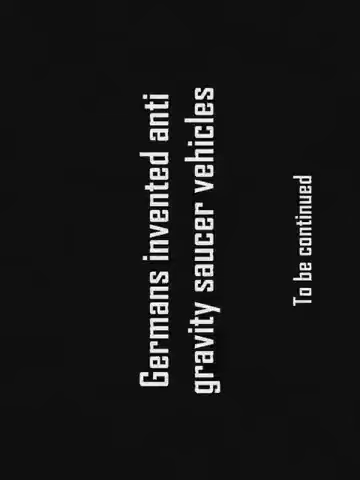 Germans invented anti
gravity saucer vehicles
To be continued